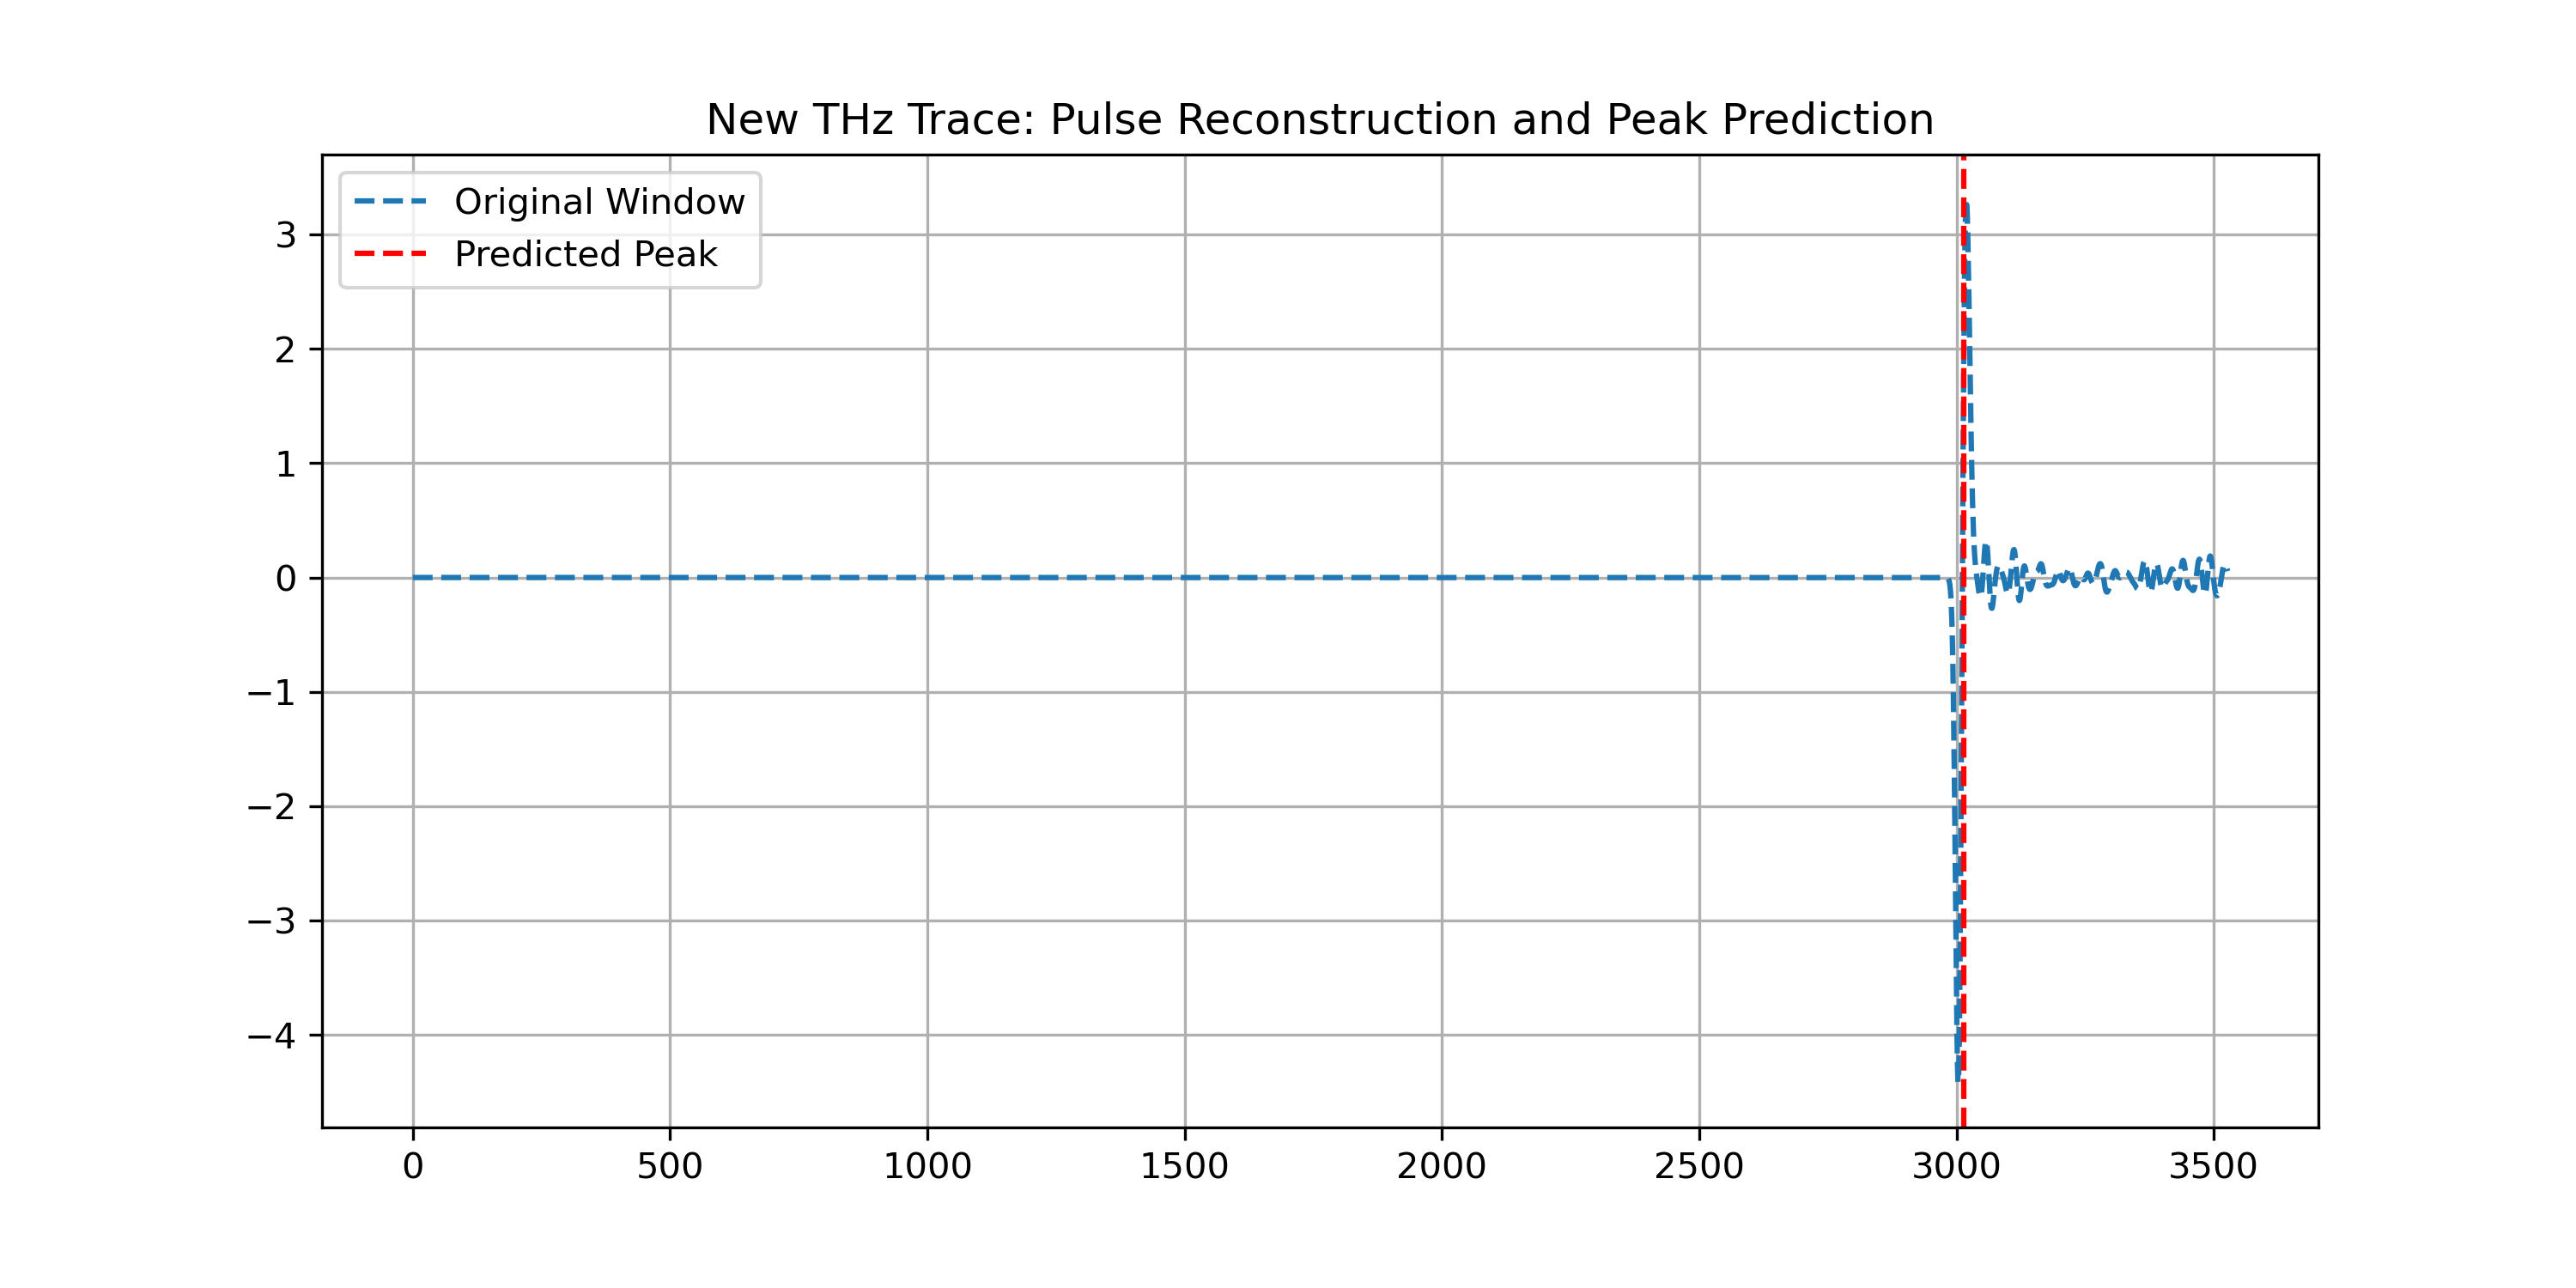 New THz Trace: Pulse Reconstruction and Peak Prediction
Original Window
Predicted Peak
3
2
1
0
−1
−2
−3
−4
0 500 1000 1500 2000 2500 3000 3500